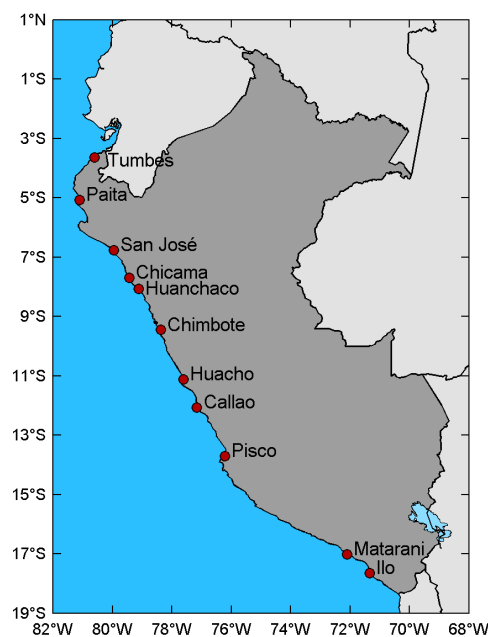 1°N
1°S
3°S
Tumbes
5°S
Paita
San José
7°S
Chicama
Huanchaco
9°S
Chimbote
11°S
Huacho
Callao
13°S
Pisco
15°S
Matarani
17°S
Ilo
19°S
82°W 80°W 78°W 76°W 74°W 72°W 70°W 68°W